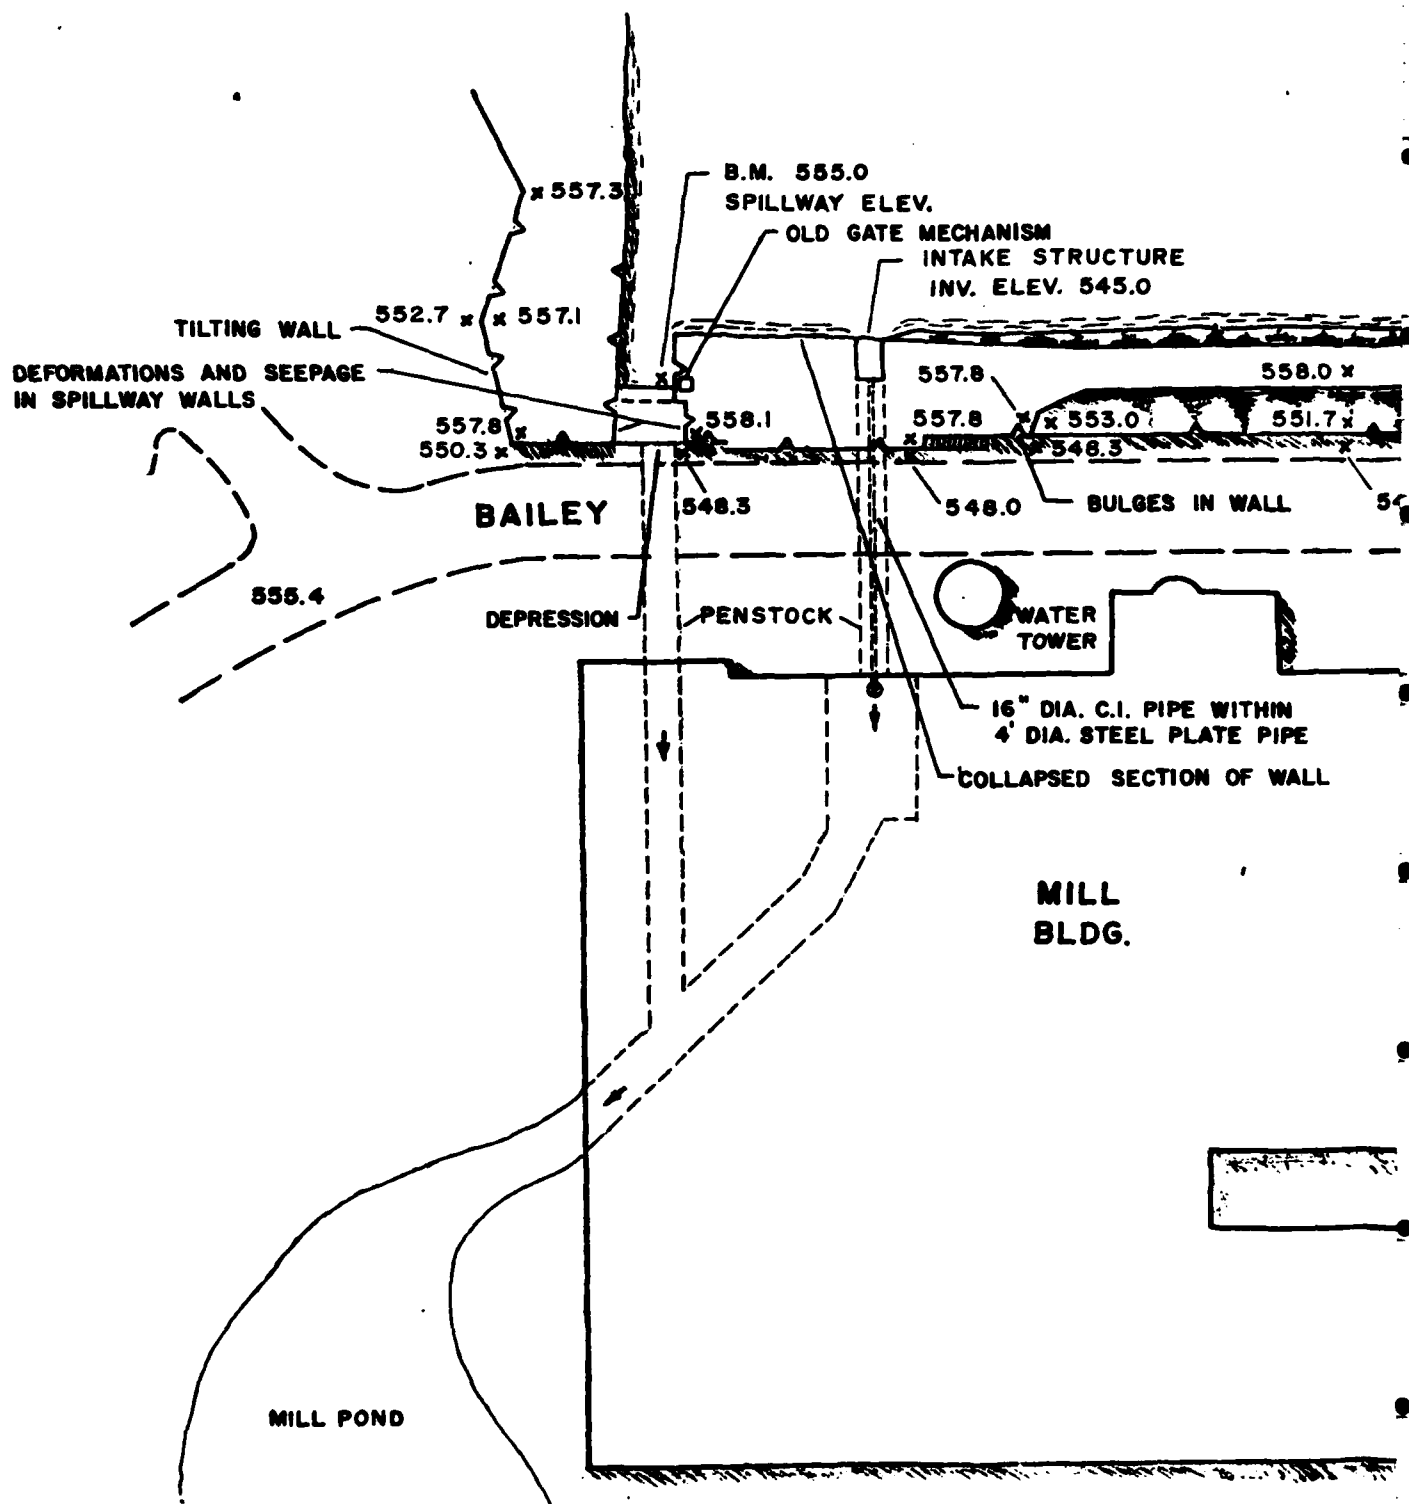 B.M. 555.0
SPILLWAY ELEV.
557.3
OLD GATE MECHANISM
INTAKE STRUCTURE
INV. ELEV. 545.0
552.7
557.1
TILTING WALL
DEFORMATIONS AND SEEPAGE
IN SPILLWAY WALLS
557.8
558.0
557.8
558.1
557.8
553.0
551.7
550.3
548.3
BAILEY
548.3
548.0
BULGES IN WALL
555.4
DEPRESSION
PENSTOCK
WATER
TOWER
16" DIA. C.I. PIPE WITHIN
4' DIA. STEEL PLATE PIPE
COLLAPSED SECTION OF WALL
MILL
BLDG.
MILL POND